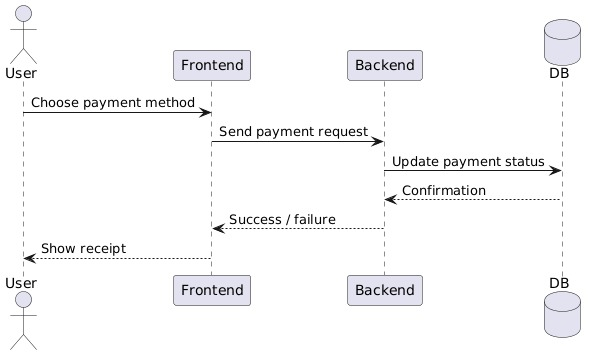 User
Frontend
Backend
DB
Choose payment method
Send payment request
Update payment status
Confirmation
Success / failure
Show receipt
User
Frontend
Backend
DB